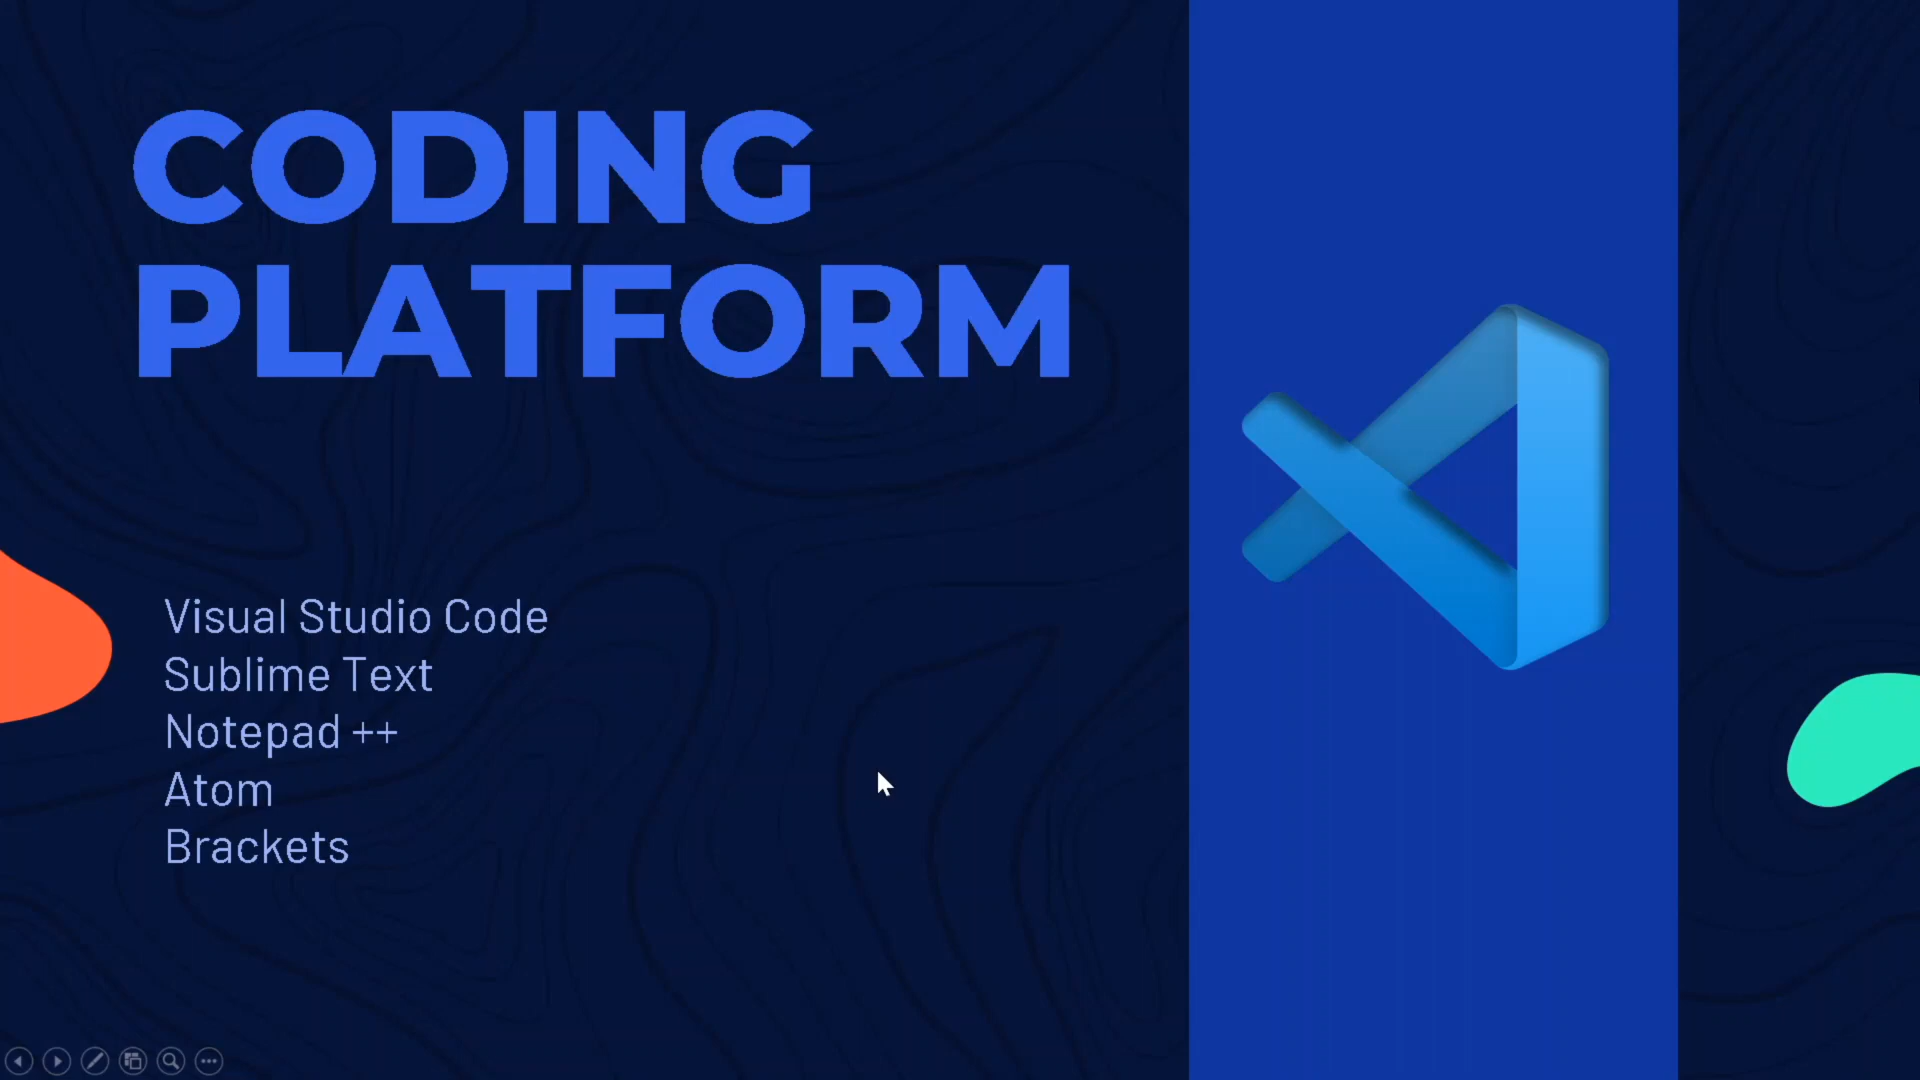 CODING
PLATFORM
Visual Studio Code
Sublime Text
Notepad ++
Atom
Brackets